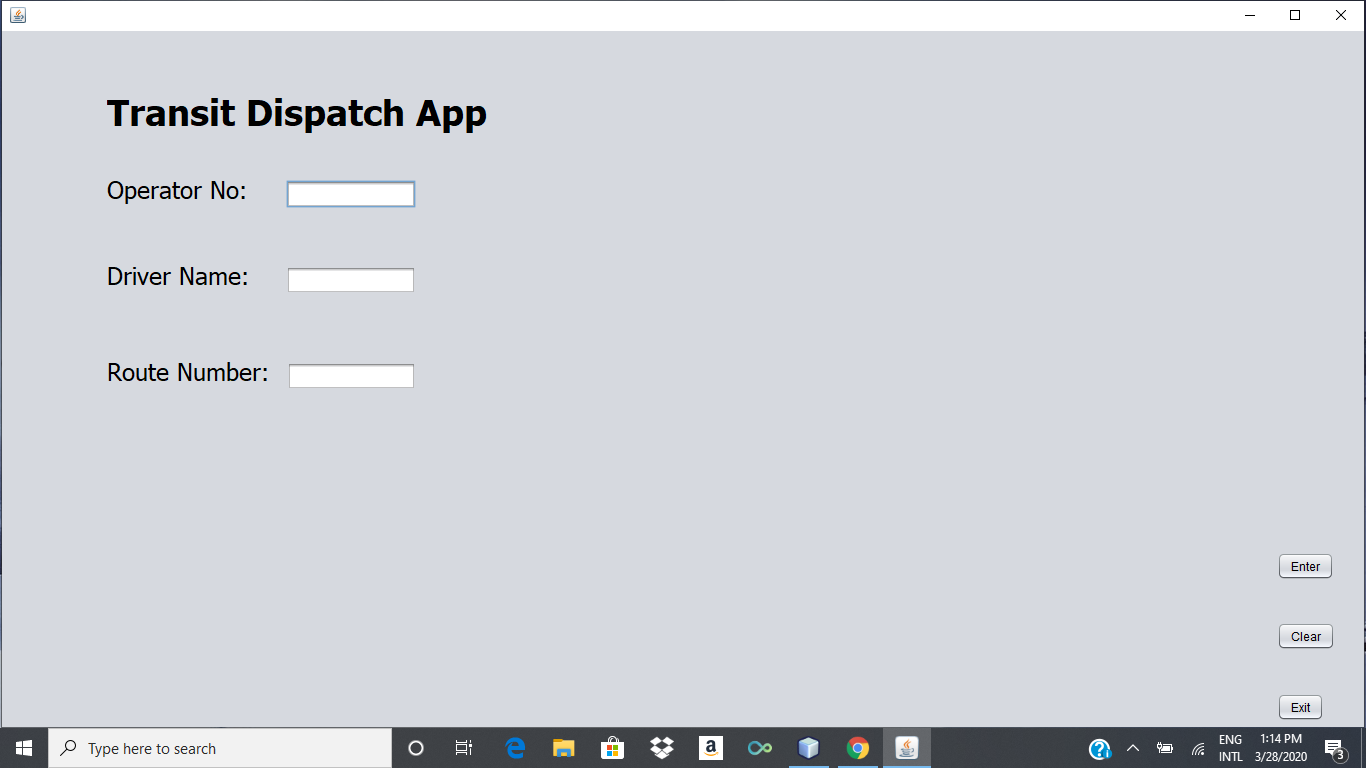 Transit Dispatch App
Operator No:
Driver Name:
Route Number:
Enter
Clear
Exit
Type here to search
a
ENG
INTL
1:14 PM
3/28/2020
3